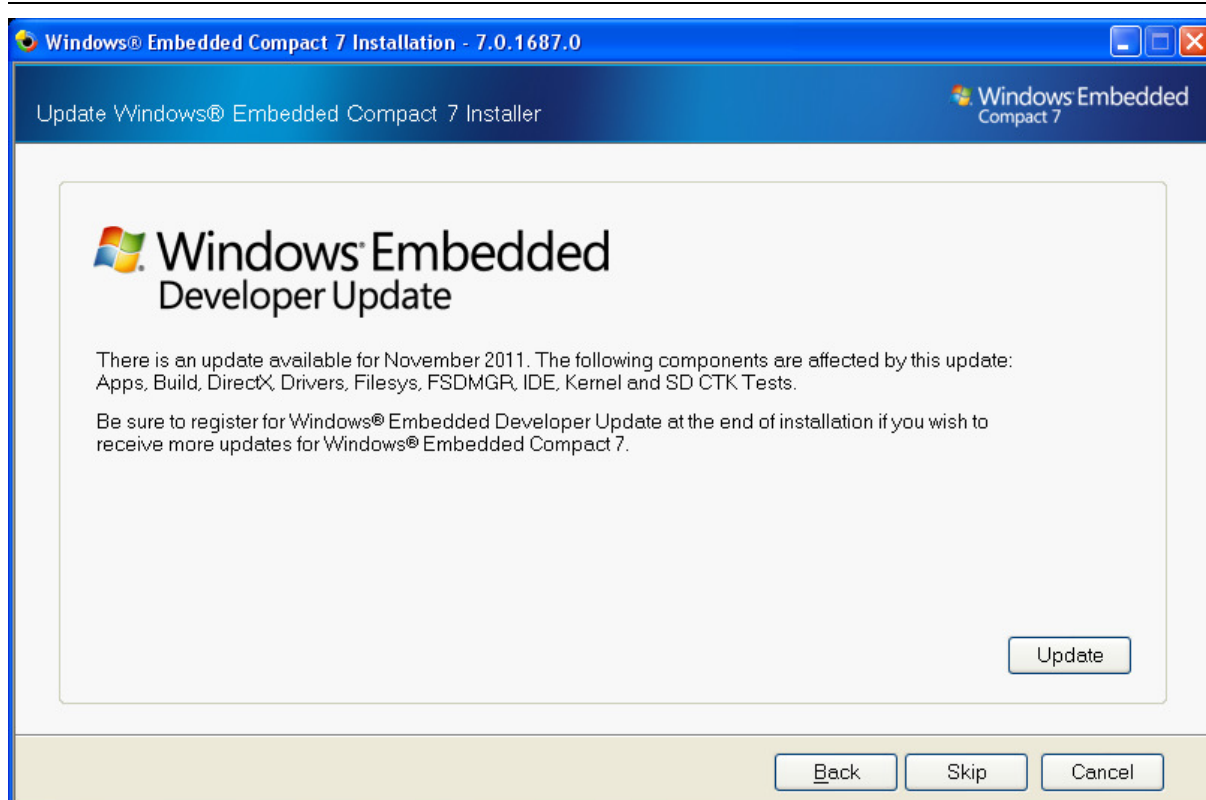 Windows® Embedded Compact 7 Installation - 7.0.1687.0
Update Windows® Embedded Compact 7 Installer
Windows Embedded
Compact 7
Windows Embedded
Developer Update
There is an update available for November 2011. The following components are affected by this update:
Apps, Build, DirectX, Drivers, Filesys, FSDMGR, IDE, Kernel and SD CTK Tests.
Be sure to register for Windows® Embedded Developer Update at the end of installation if you wish to
receive more updates for Windows® Embedded Compact 7.
Update
Back
Skip
Cancel